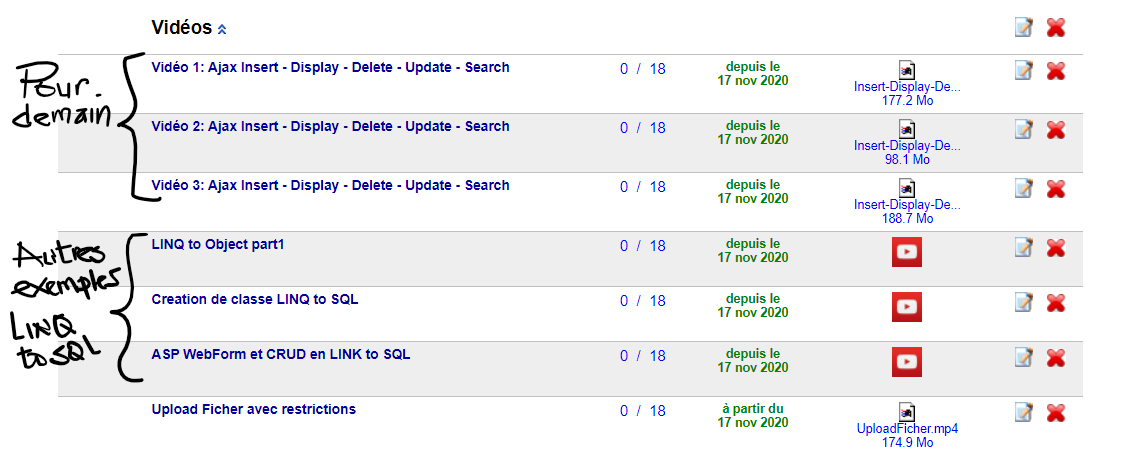 Vidéos
Pour.
demain
Vidéo 1: Ajax Insert - Display - Delete - Update - Search
0 / 18
depuis le
17 nov 2020
Insert-Display-De...
177.2 Mo
Vidéo 2: Ajax Insert - Display - Delete - Update - Search
0 / 18
depuis le
17 nov 2020
Insert-Display-De...
98.1 Mo
Vidéo 3: Ajax Insert - Display - Delete - Update - Search
0 / 18
depuis le
17 nov 2020
Insert-Display-De...
188.7 Mo
Autres
exemples
LINQ
to SQL
LINQ to Object part1
0 / 18
depuis le
17 nov 2020
Creation de classe LINQ to SQL
0 / 18
depuis le
17 nov 2020
ASP WebForm et CRUD en LINK to SQL
0 / 18
depuis le
17 nov 2020
Upload Ficher avec restrictions
0 / 18
à partir du
17 nov 2020
UploadFicher.mp4
174.9 Mo